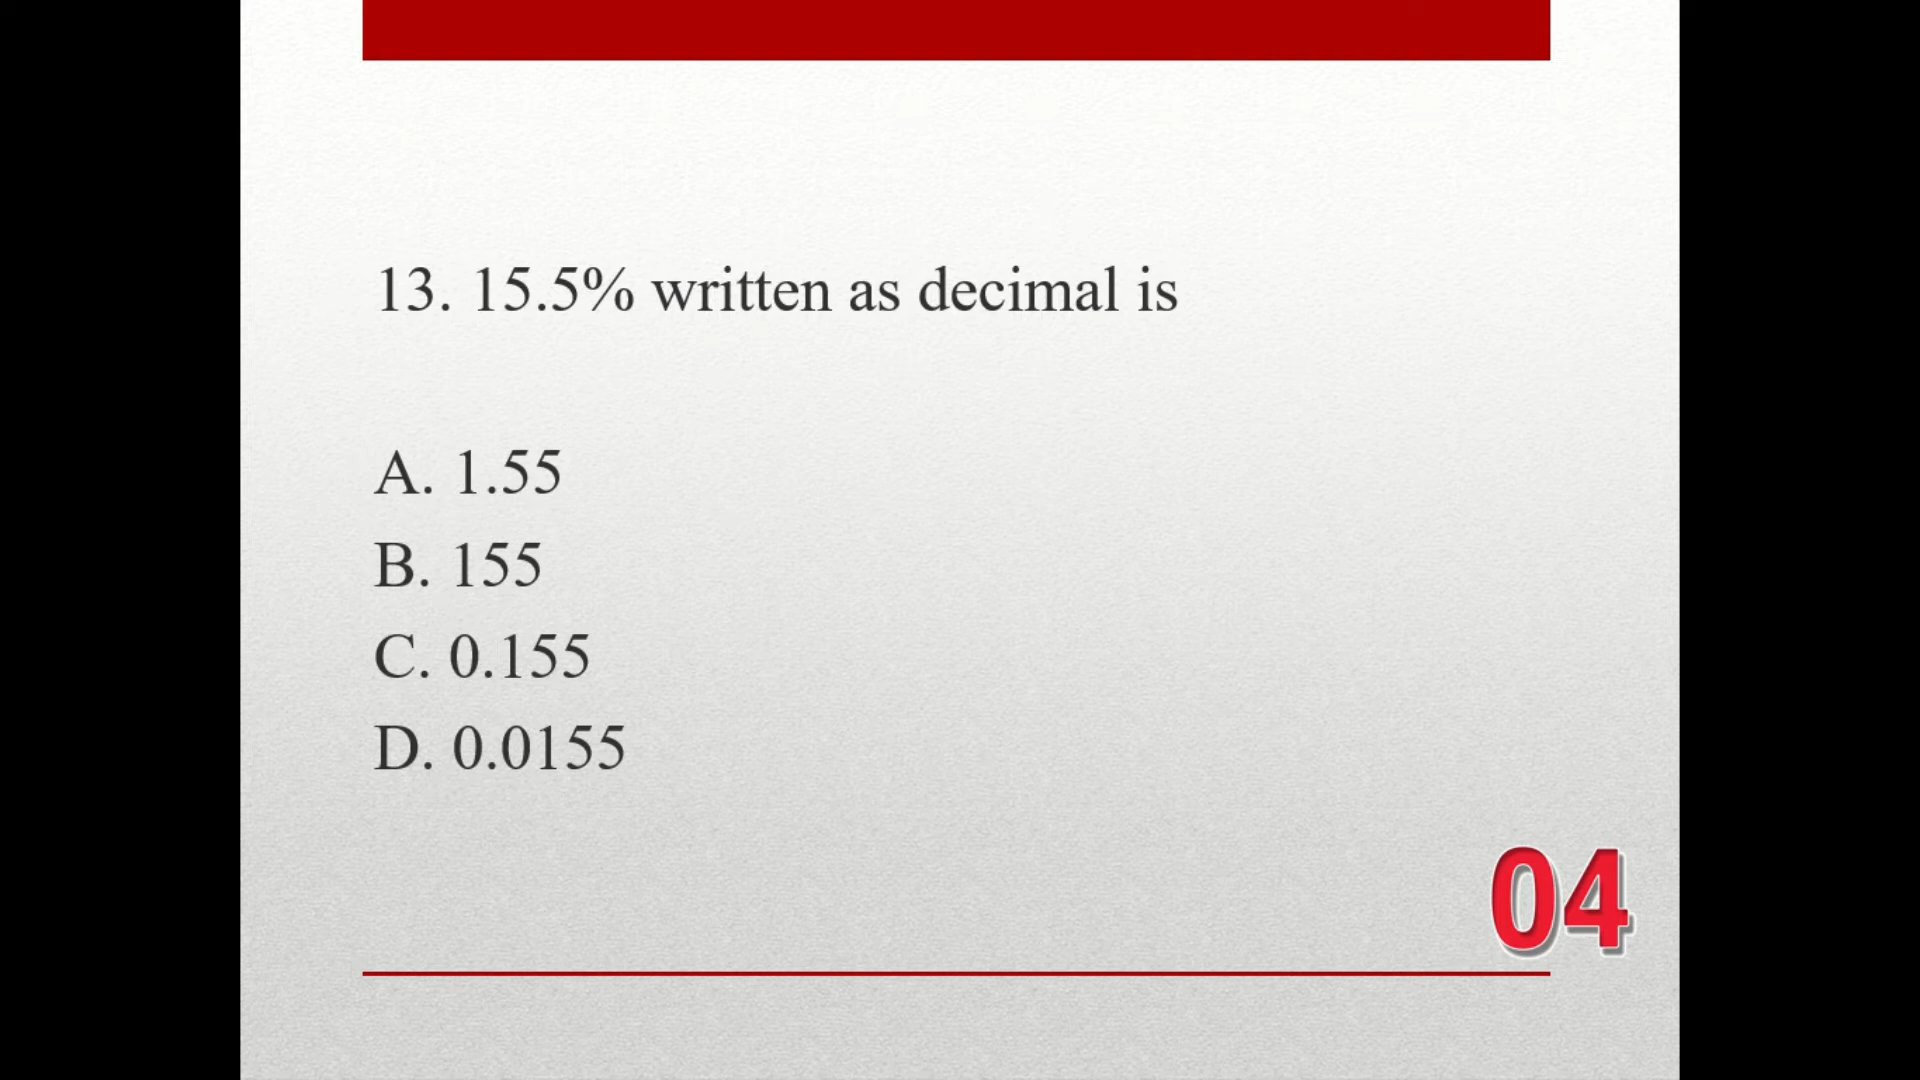 13. 15.5% written as decimal is
A. 1.55
B. 155
C. 0.155
D. 0.0155
04